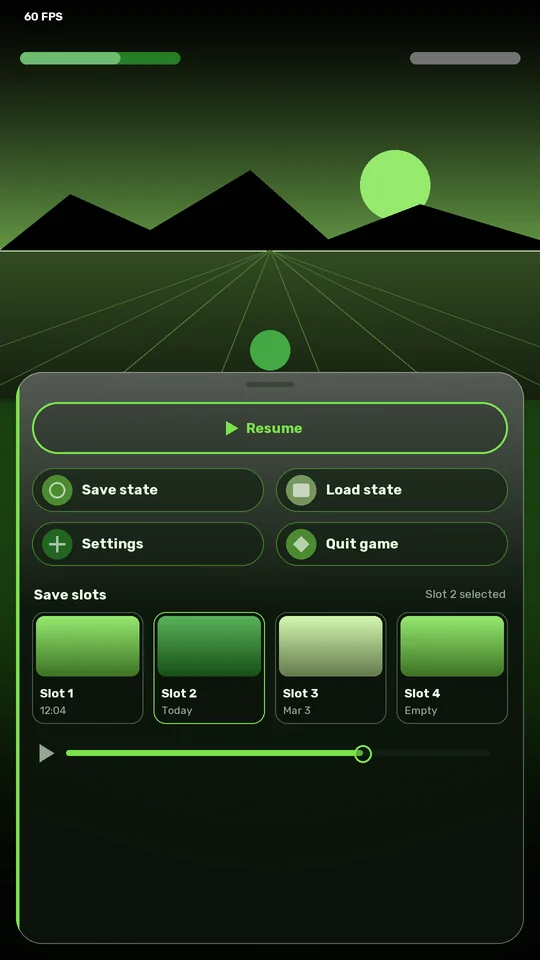 60 FPS
Resume
Save state
Load state
Settings
Quit game
Save slots
Slot 2 selected
Slot 1
12:04
Slot 2
Today
Slot 3
Mar 3
Slot 4
Empty